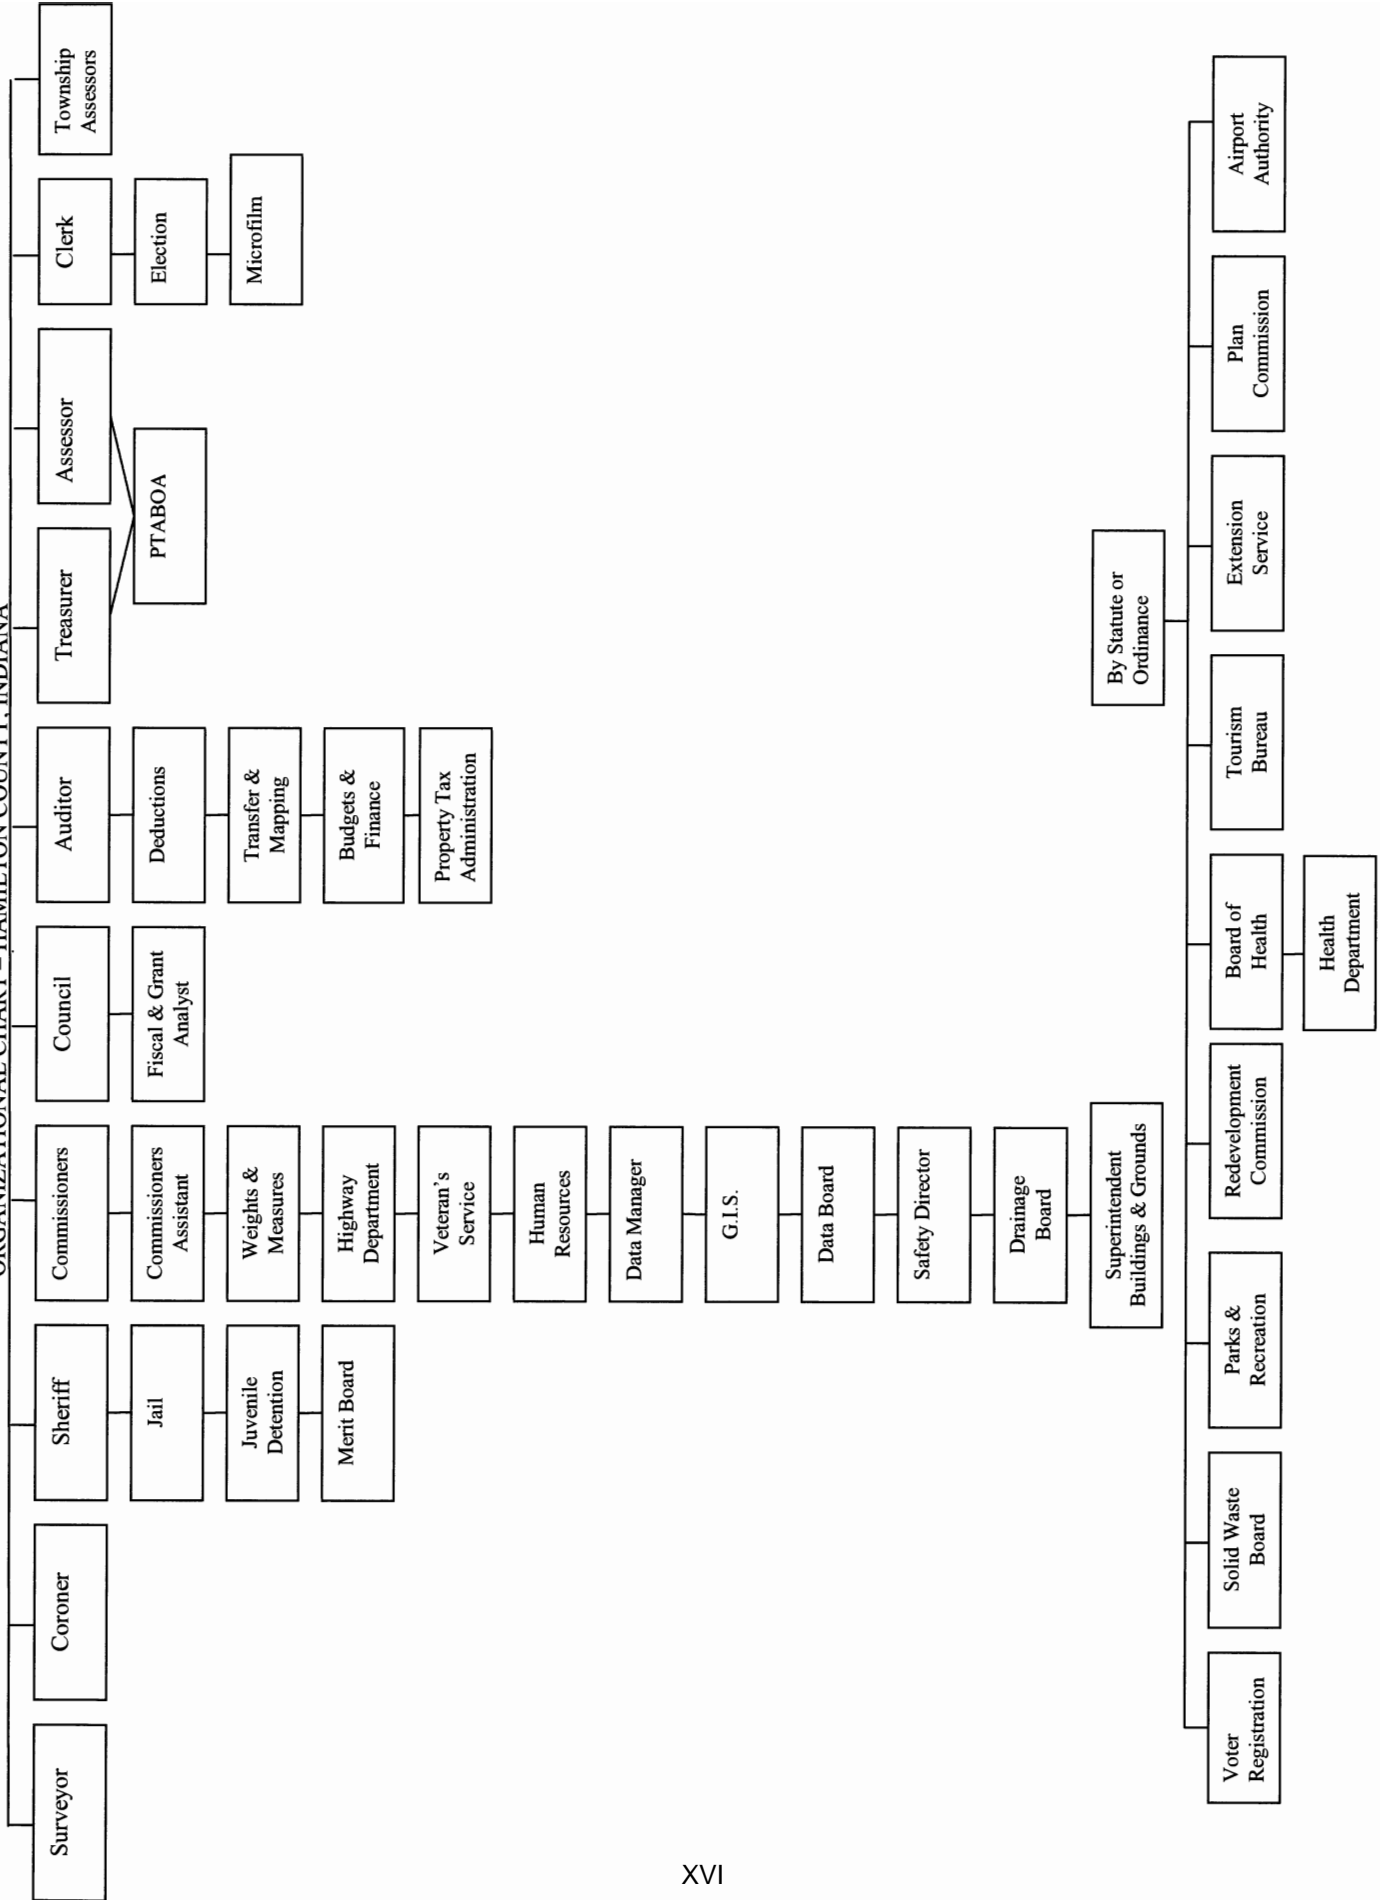 ORGANIZATIONAL CHART – HAMILTON COUNTY, INDIANA
Surveyor
Coroner
Sheriff
Commissioners
Council
Auditor
Treasurer
Assessor
Clerk
Township
Assessors
Jail
Commissioners
Assistant
Fiscal & Grant
Analyst
Deductions
PTABOA
Election
Juvenile
Detention
Weights &
Measures
Transfer &
Mapping
Microfilm
Merit Board
Highway
Department
Budgets &
Finance
Veteran's
Service
Property Tax
Administration
Human
Resources
Data Manager
G.I.S.
Data Board
Safety Director
Drainage
Board
Superintendent
Buildings & Grounds
By Statute or
Ordinance
Voter
Registration
Solid Waste
Board
Parks &
Recreation
Redevelopment
Commission
Board of
Health
Tourism
Bureau
Extension
Service
Plan
Commission
Airport
Authority
Health
Department
XVI